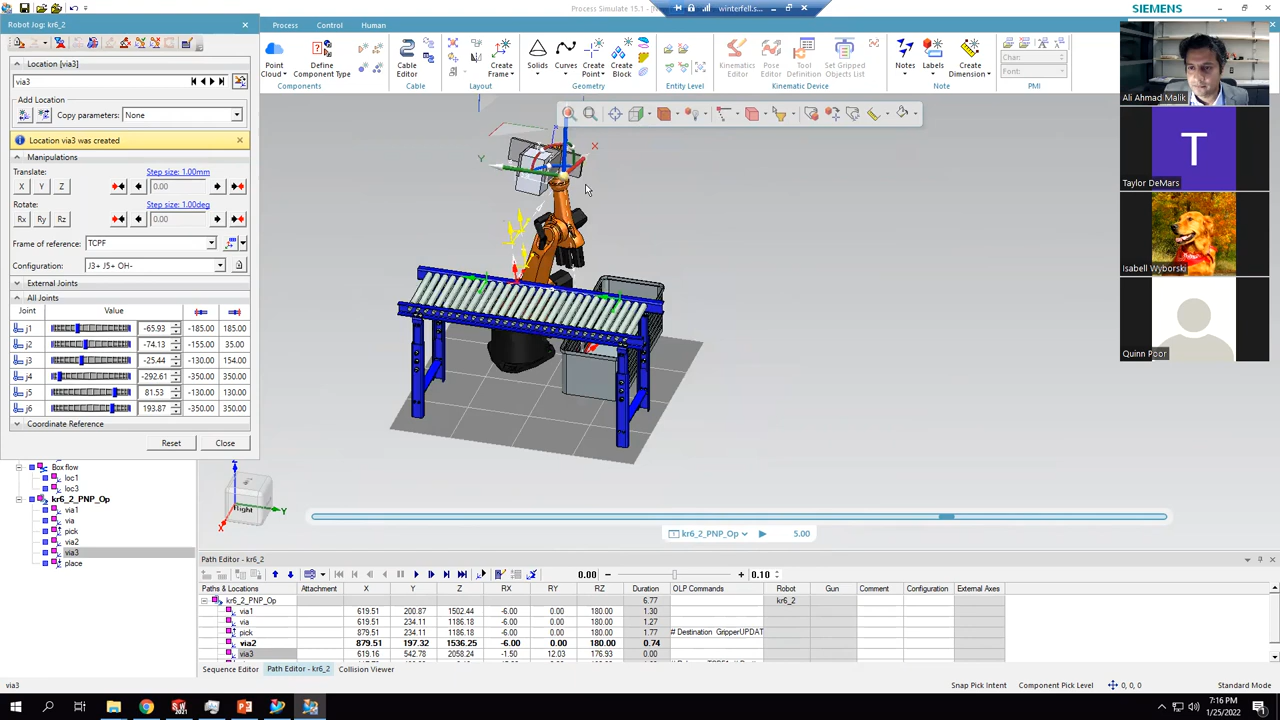 Process Simulate 15.1 - [N
winterfell.s...
SIEMENS
Robot Jog: kr6_2
Process Control Human
Location [via3]
via3
Add Location
Copy parameters: None
Location via3 was created
Manipulations
Translate: Step size: 1.00mm
X Y Z 0.00
Rotate: Step size: 1.00deg
Rx Ry Rz 0.00
Frame of reference: TCPF
Configuration: J3+ J5+ OH-
External Joints
All Joints
Joint Value
j1 -65.93 -185.00 185.00
j2 -74.13 -155.00 35.00
j3 -25.44 -130.00 154.00
j4 -292.61 -350.00 350.00
j5 81.53 -130.00 130.00
j6 193.87 -350.00 350.00
Coordinate Reference
Reset Close
Point Cloud
Define Component Type
Components
Cable Editor
Cable
Create Frame
Layout
Solids
Curves
Create Point
Create Block
Geometry
Entity Level
Kinematics Editor
Pose Editor
Tool Definition
Set Gripped Objects List
Kinematic Device
Notes
Labels
Create Dimension
Note
Char:
Font:
PMI
Ali Ahmad Malik
T
Taylor DeMars
Isabell Wyborski
Quinn Poor
X
Y
Box flow
loc1
loc3
kr6_2_PNP_Op
via1
via
pick
via2
via3
place
Z
Right
X
Y
kr6_2_PNP_Op 5.00
Path Editor - kr6_2
0.00 0.10
Paths & Locations Attachment X Y Z RX RY RZ Duration OLP Commands Robot Gun Comment Configuration External Axes
kr6_2_PNP_Op 6.77 kr6_2
via1 619.51 200.87 1502.44 -6.00 0.00 180.00 1.30
via 619.51 234.11 1186.18 -6.00 0.00 180.00 1.27
pick 879.51 234.11 1186.18 -6.00 0.00 180.00 1.77 # Destination GripperUPDAT
via2 879.51 197.32 1536.25 -6.00 0.00 180.00 0.74
via3 619.16 542.78 2058.24 -1.50 12.03 176.93 0.00
Sequence Editor Path Editor - kr6_2 Collision Viewer
via3
Snap Pick Intent Component Pick Level 0, 0, 0 Standard Mode
7:16 PM
1/25/2022